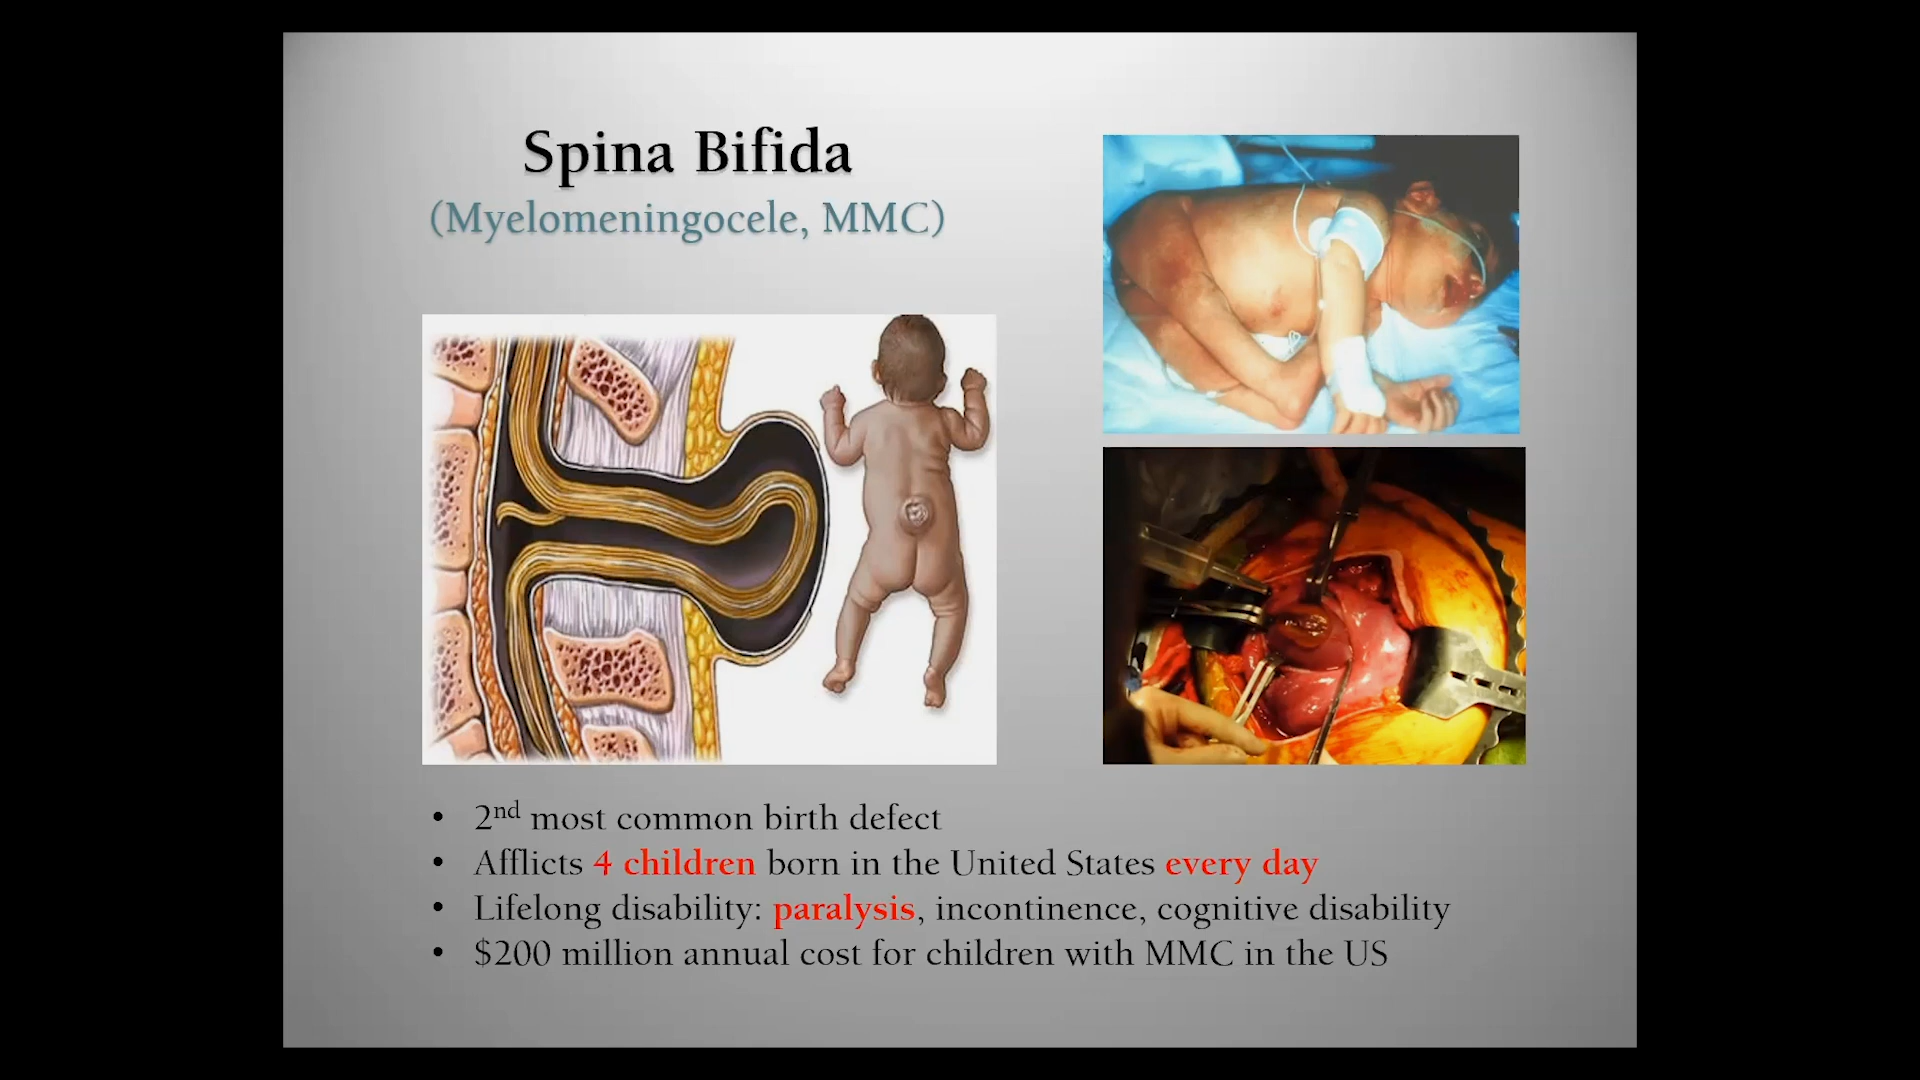 Spina Bifida
(Myelomeningocele, MMC)
• 2nd most common birth defect
• Afflicts 4 children born in the United States every day
• Lifelong disability: paralysis, incontinence, cognitive disability
• $200 million annual cost for children with MMC in the US